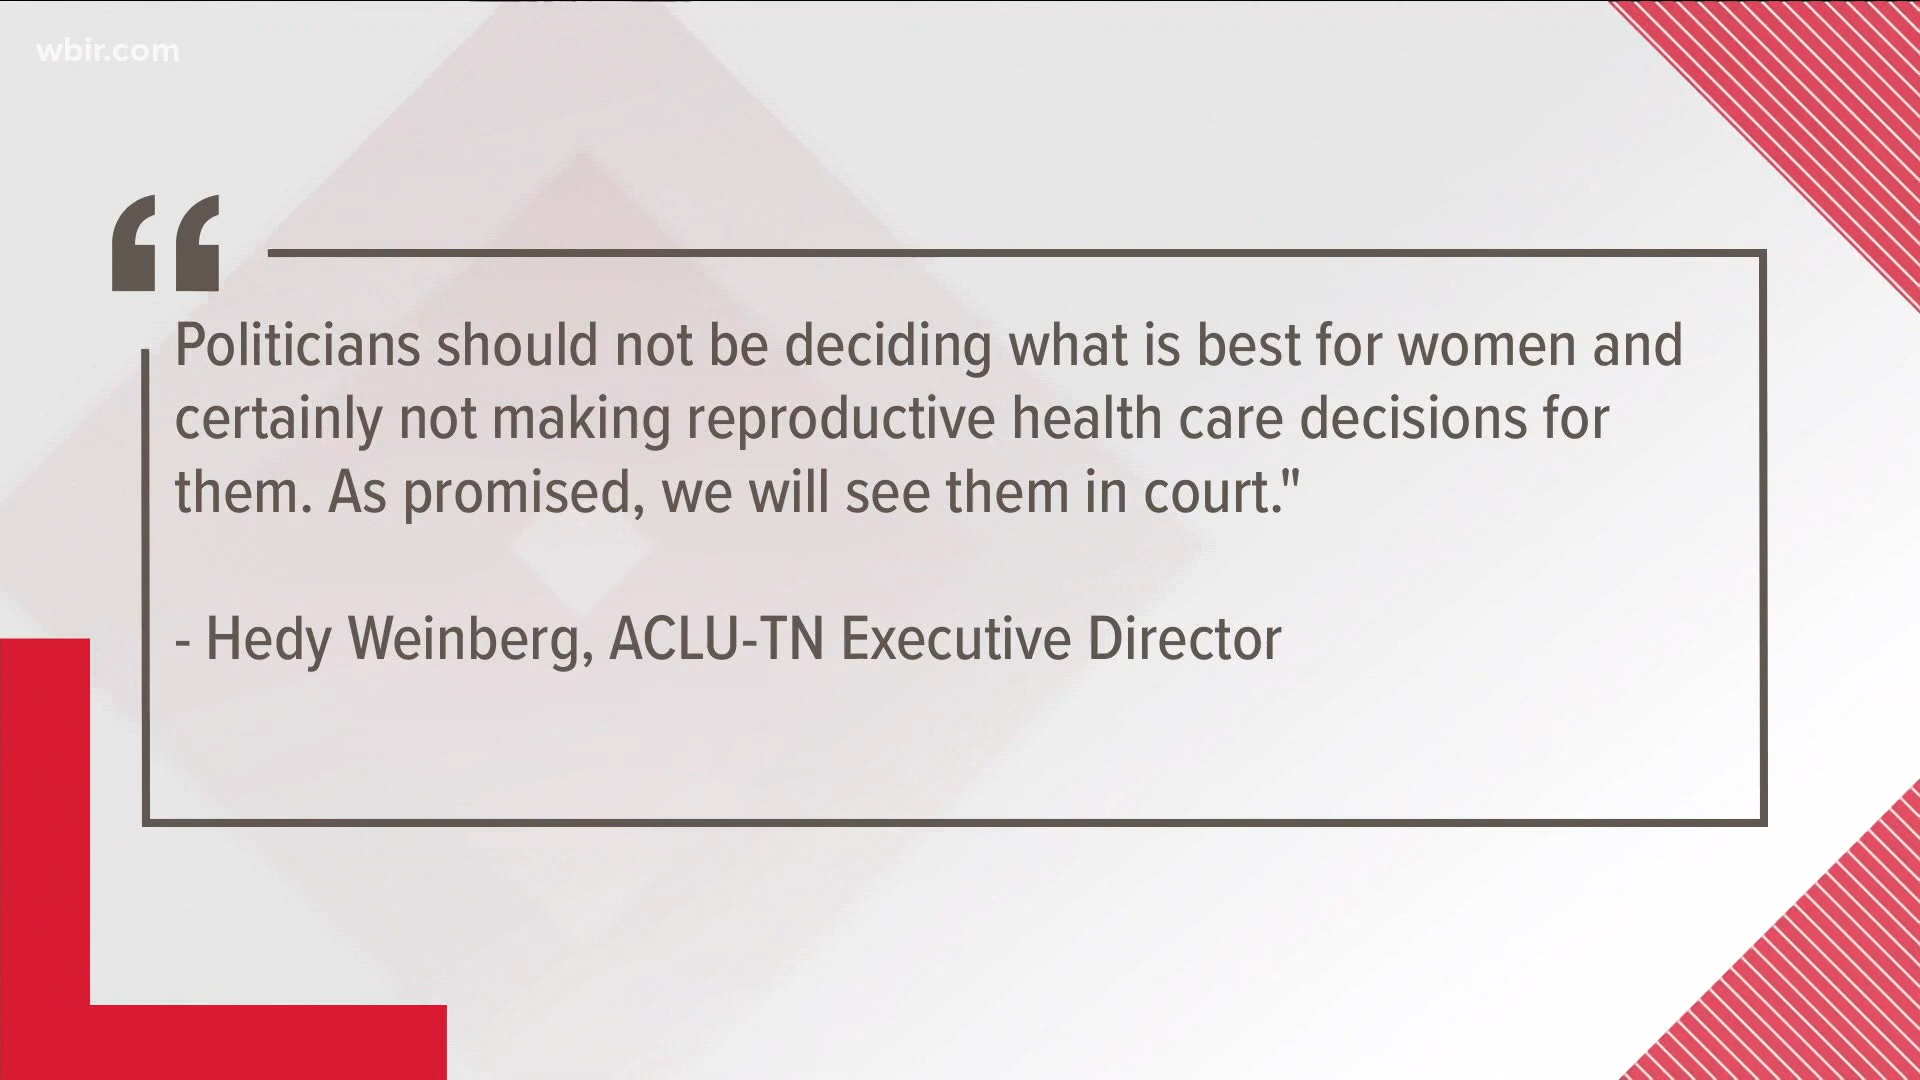 wbir.com
“
Politicians should not be deciding what is best for women and
certainly not making reproductive health care decisions for
them. As promised, we will see them in court."
- Hedy Weinberg, ACLU-TN Executive Director